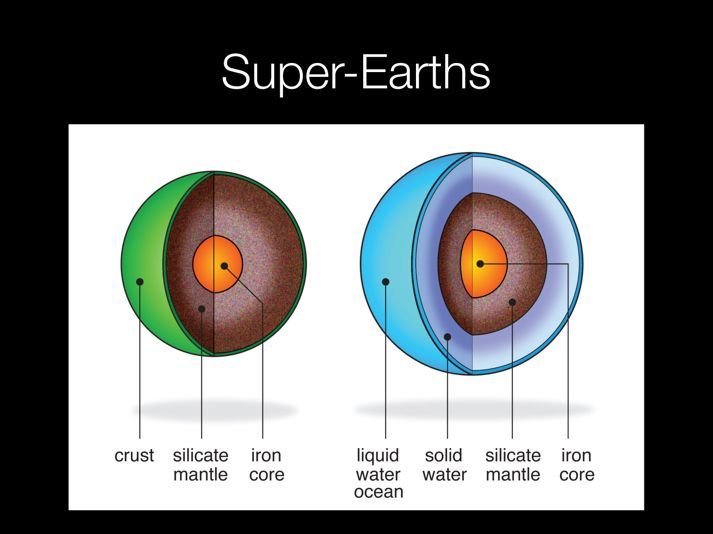 Super-Earths
crust
silicate
mantle
iron
core
liquid
water
ocean
solid
water
silicate
mantle
iron
core